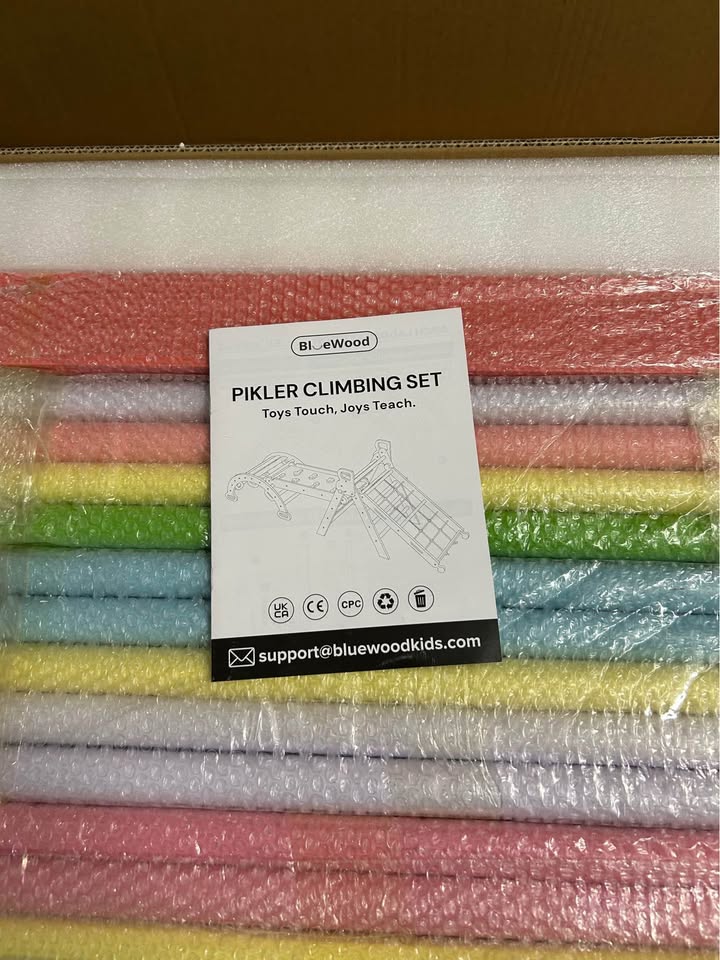 BlueWood
PIKLER CLIMBING SET
Toys Touch, Joys Teach.
UK
CA
CE
CPC
support@bluewoodkids.com